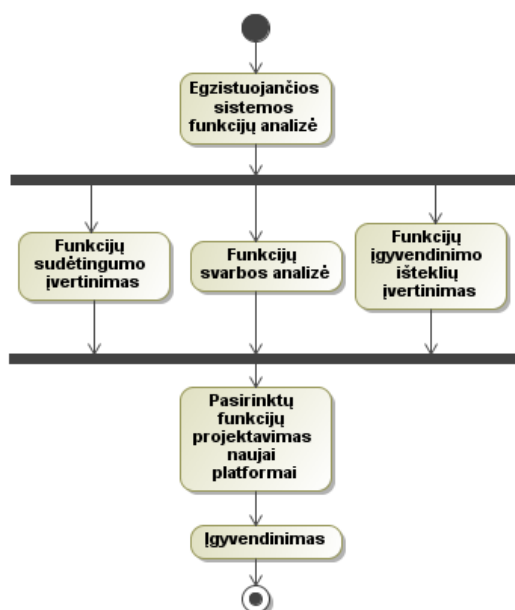 Egzistuojančios
sistemos
funkcijų analizė
Funkcijų
sudėtingumo
įvertinimas
Funkcijų
svarbos analizė
Funkcijų
įgyvendinimo
išteklių
įvertinimas
Pasirinktų
funkcijų
projektavimas
naujai
platformai
Įgyvendinimas